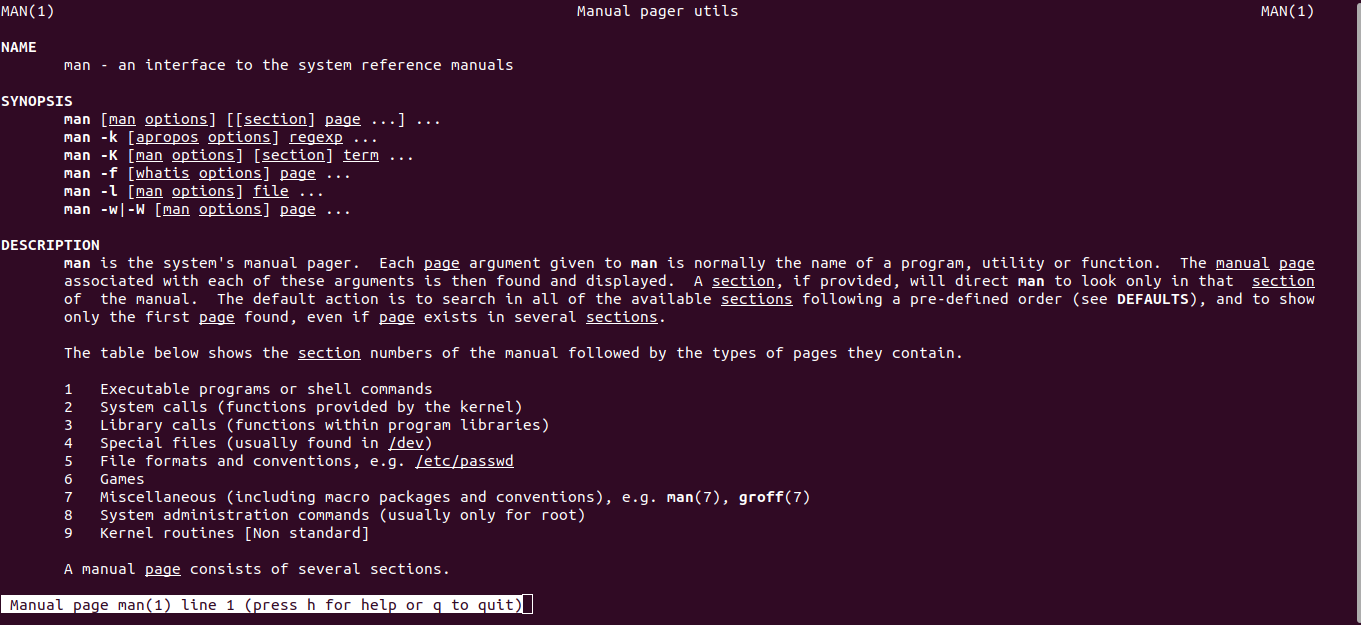 MAN(1) Manual pager utils MAN(1)
NAME
man - an interface to the system reference manuals
SYNOPSIS
man [man options] [[section] page ...] ...
man -k [apropos options] regexp ...
man -K [man options] [section] term ...
man -f [whatis options] page ...
man -l [man options] file ...
man -w|-W [man options] page ...
DESCRIPTION
man is the system's manual pager.  Each page argument given to man is normally the name of a program, utility or function.  The manual page
associated with each of these arguments is then found and displayed.  A section, if provided, will direct man to look only in that  section
of  the manual.  The default action is to search in all of the available sections following a pre-defined order (see DEFAULTS), and to show
only the first page found, even if page exists in several sections.
The table below shows the section numbers of the manual followed by the types of pages they contain.
1   Executable programs or shell commands
2   System calls (functions provided by the kernel)
3   Library calls (functions within program libraries)
4   Special files (usually found in /dev)
5   File formats and conventions, e.g. /etc/passwd
6   Games
7   Miscellaneous (including macro packages and conventions), e.g. man(7), groff(7)
8   System administration commands (usually only for root)
9   Kernel routines [Non standard]
A manual page consists of several sections.
Manual page man(1) line 1 (press h for help or q to quit)